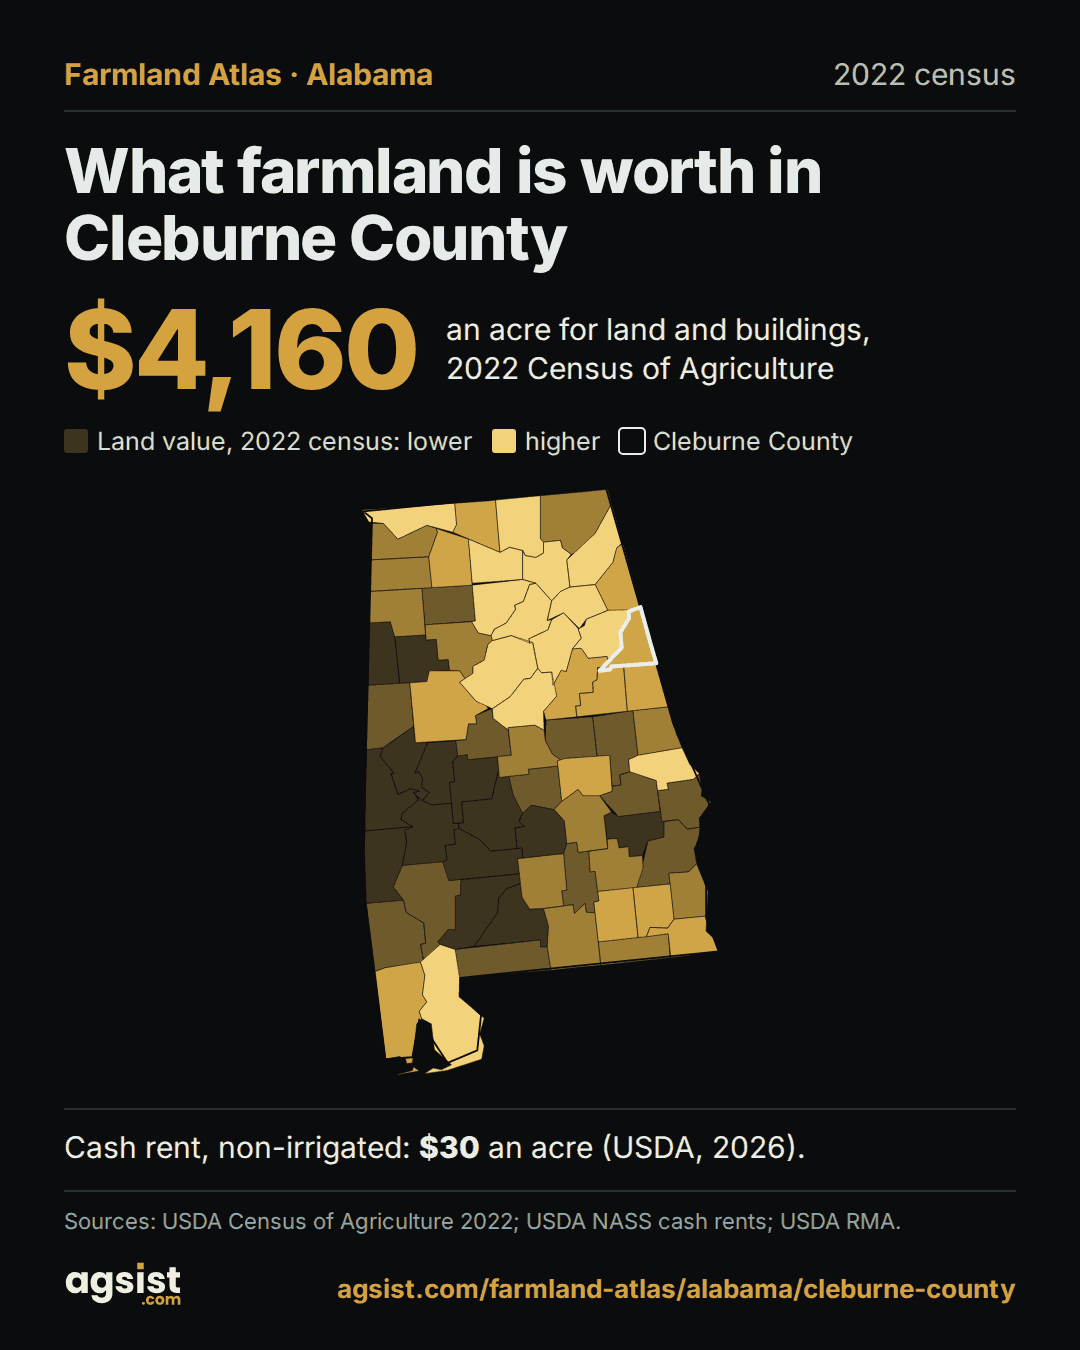 Farmland Atlas · Alabama
2022 census
What farmland is worth in
Cleburne County
$4,160
an acre for land and buildings,
2022 Census of Agriculture
Land value, 2022 census: lower
higher
Cleburne County
Cash rent, non-irrigated: $30 an acre (USDA, 2026).
Sources: USDA Census of Agriculture 2022; USDA NASS cash rents; USDA RMA.
agsist
.com
agsist.com/farmland-atlas/alabama/cleburne-county